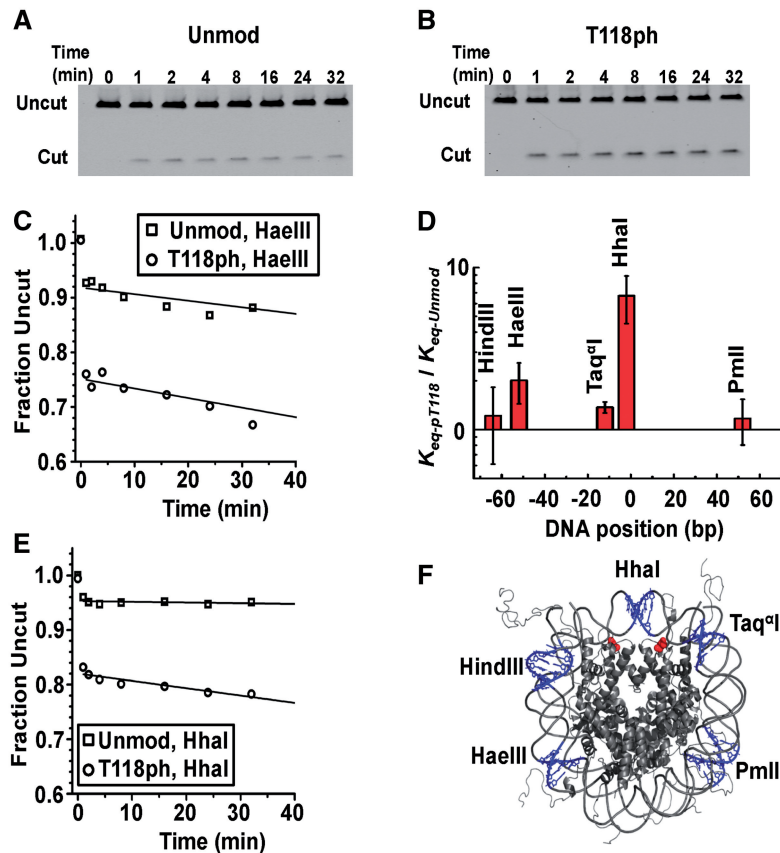 A
Unmod
Time
(min) 0 1 2 4 8 16 24 32
Uncut
Cut
B
T118ph
Time
(min) 0 1 2 4 8 16 24 32
Uncut
Cut
C
Unmod, HaeIII
T118ph, HaeIII
1.0
0.9
0.8
0.7
0.6
Fraction Uncut
0 10 20 30 40
Time (min)
D
HindIII
HaeIII
TaqαI
HhaI
PmlI
10
0
Keq-pT118 / Keq-Unmod
-60 -40 -20 0 20 40 60
DNA position (bp)
E
1.0
0.9
0.8
0.7
0.6
Fraction Uncut
Unmod, HhaI
T118ph, HhaI
0 10 20 30 40
Time (min)
F
HhaI
TaqαI
HindIII
HaeIII
PmlI